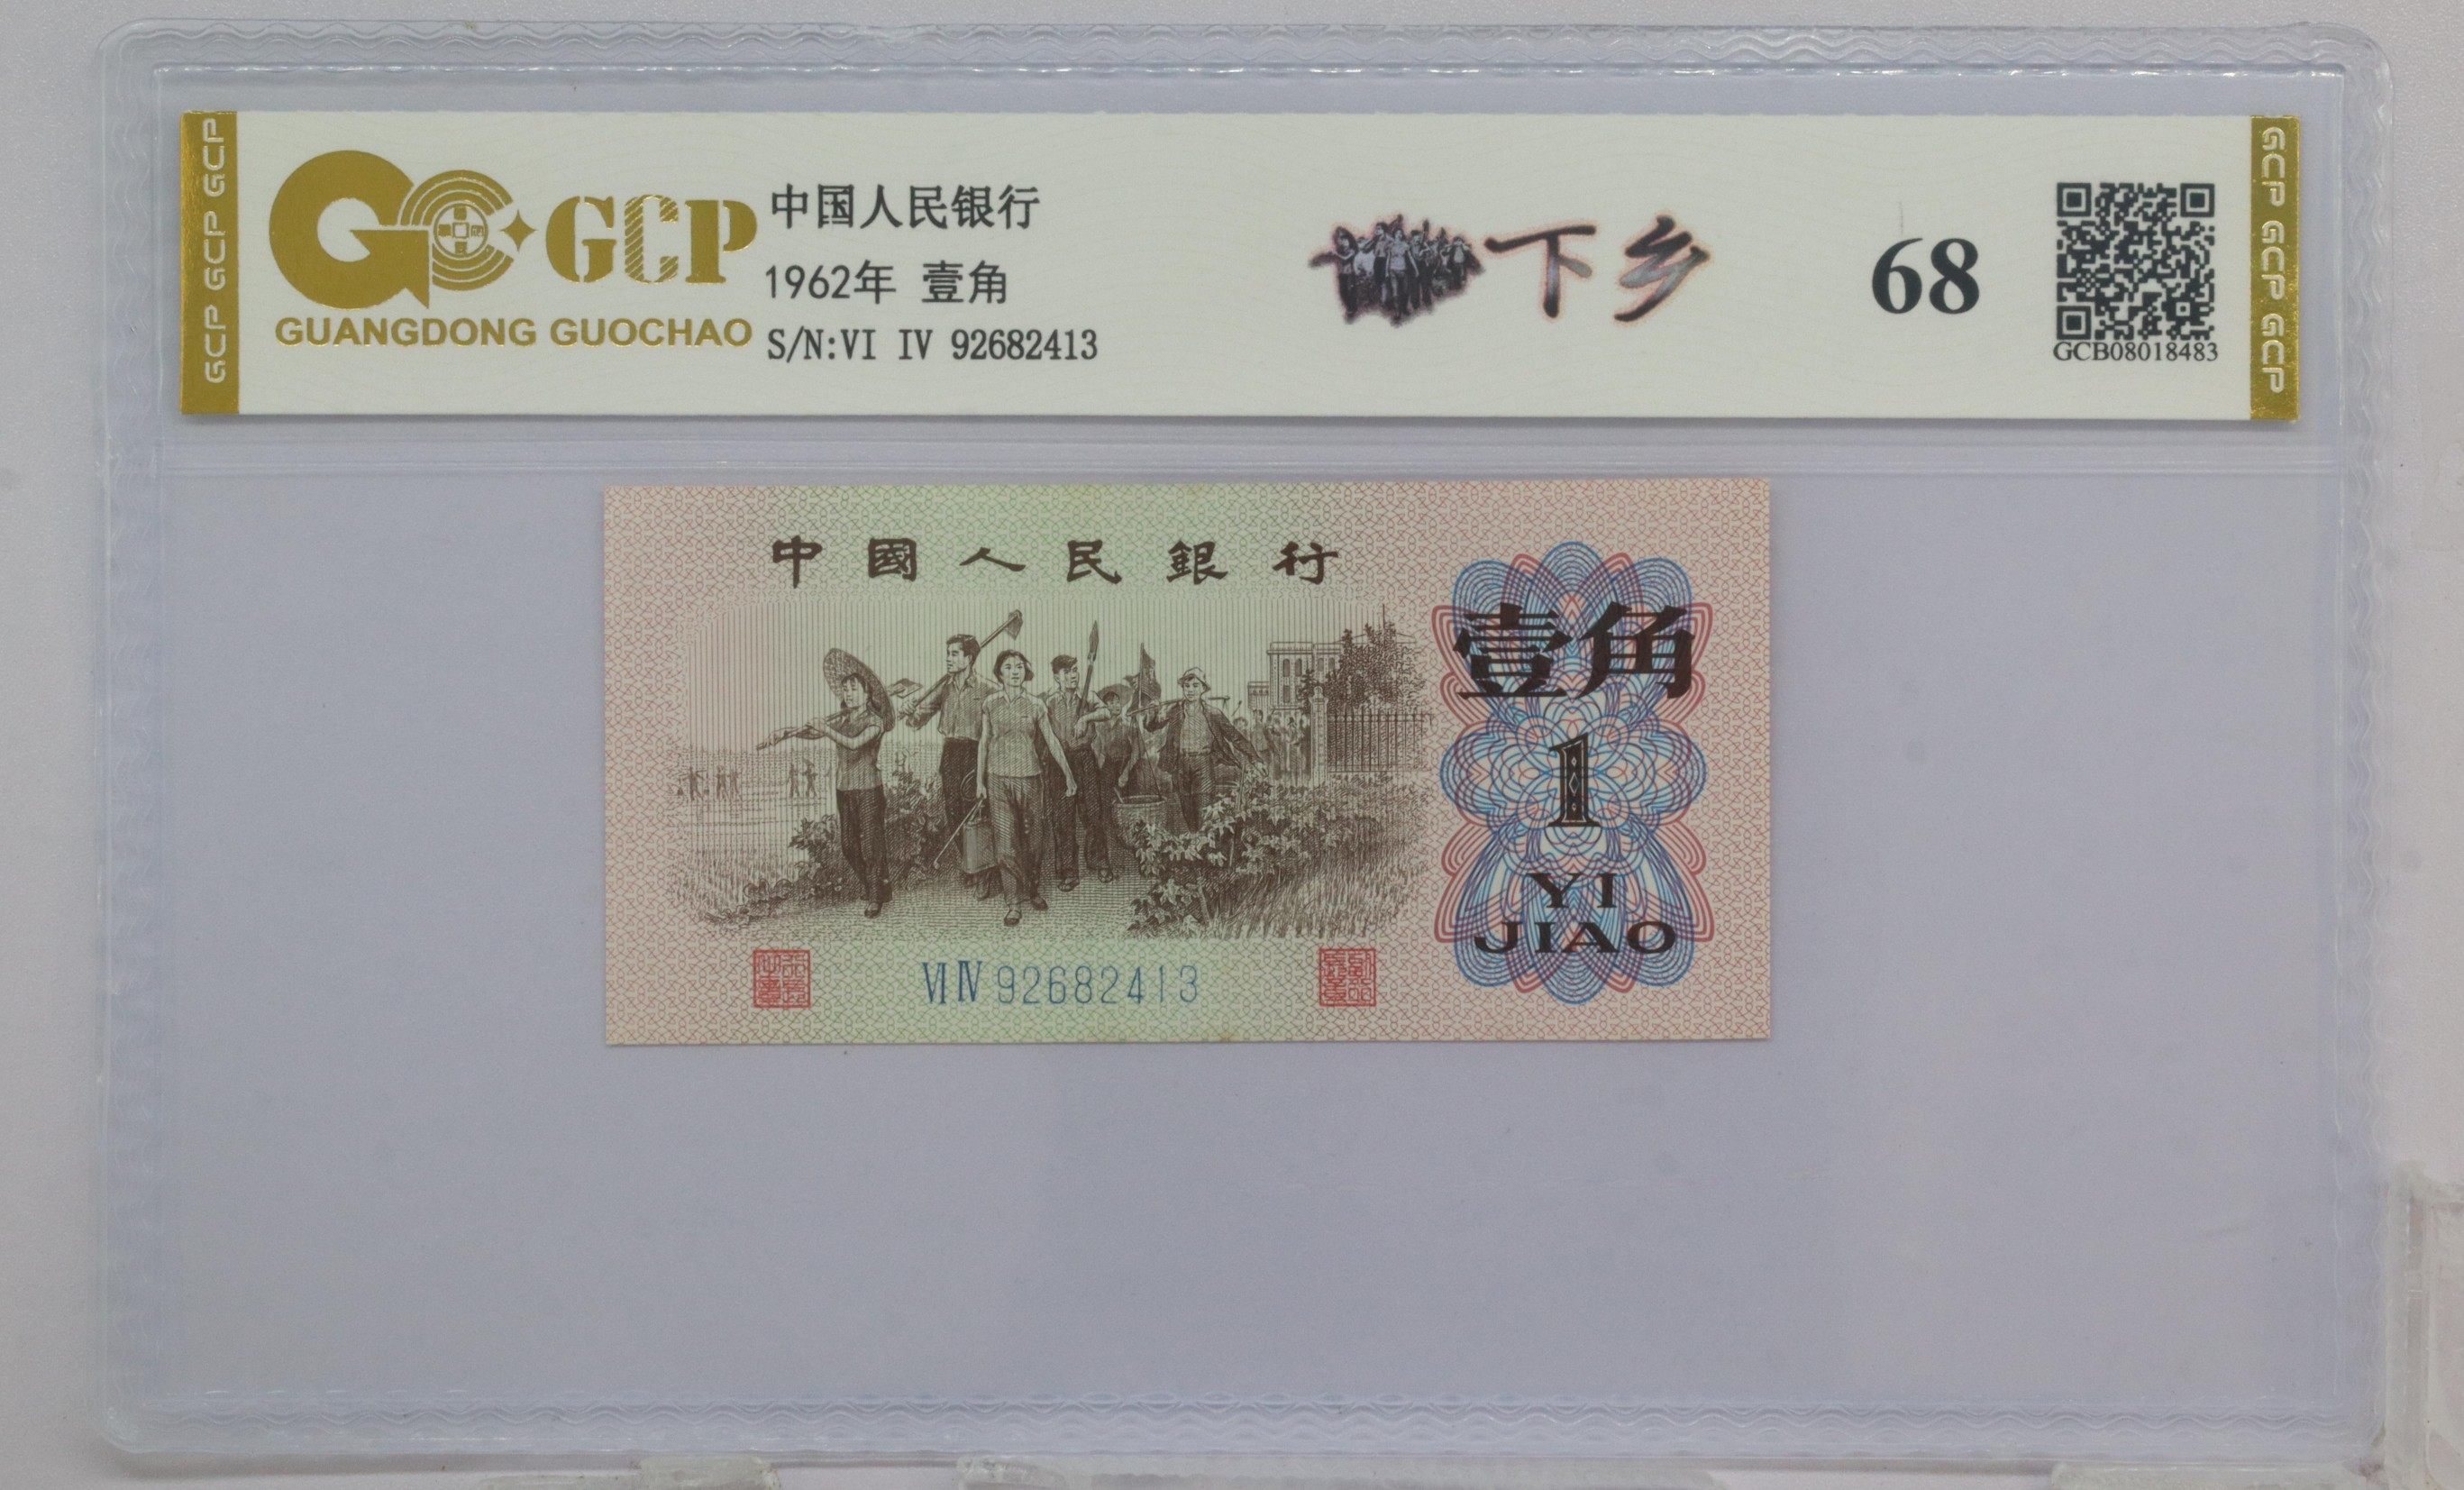 GCP GCP GCP
GCP
GUANGDONG GUOCHAO
中国人民银行
1962年 壹角
S/N:VI IV 92682413
下乡
68
GCB08018483
GCP GCP GCP
中國人民銀行
壹角
1
YI
JIAO
VI IV 92682413